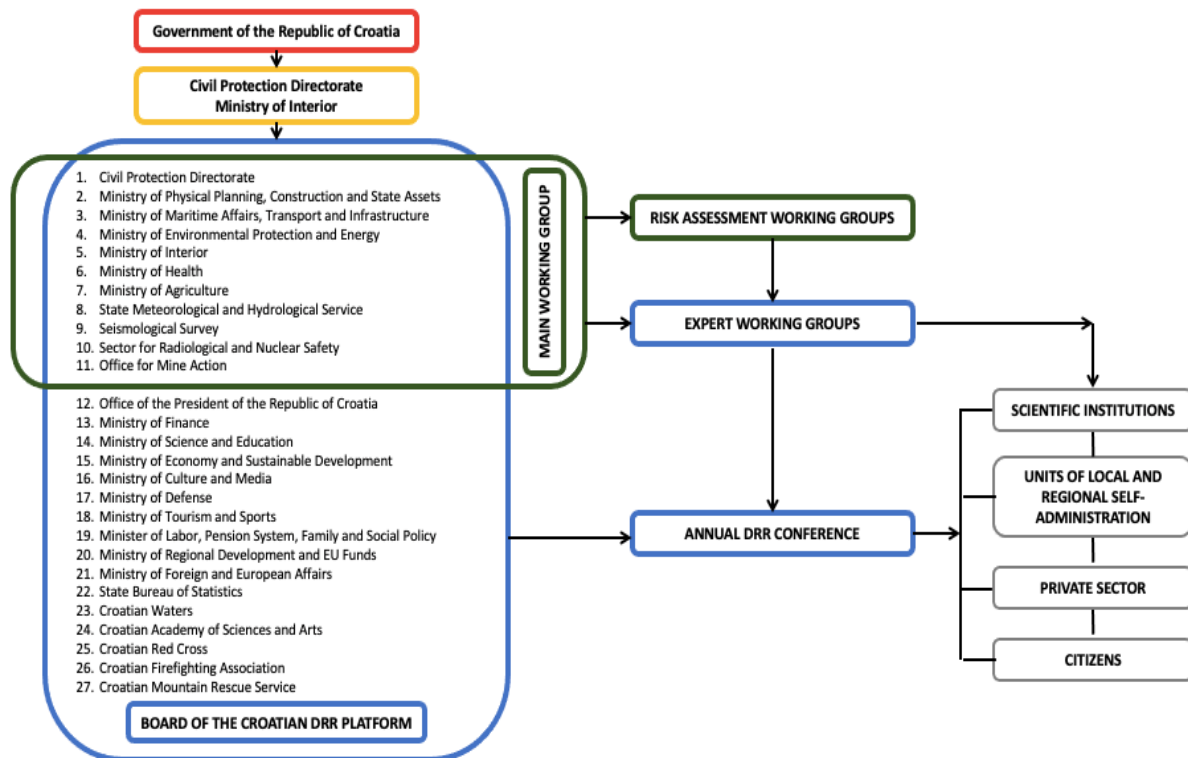 Government of the Republic of Croatia
Civil Protection Directorate
Ministry of Interior
1. Civil Protection Directorate
2. Ministry of Physical Planning, Construction and State Assets
3. Ministry of Maritime Affairs, Transport and Infrastructure
4. Ministry of Environmental Protection and Energy
5. Ministry of Interior
6. Ministry of Health
7. Ministry of Agriculture
8. State Meteorological and Hydrological Service
9. Seismological Survey
10. Sector for Radiological and Nuclear Safety
11. Office for Mine Action
MAIN WORKING GROUP
12. Office of the President of the Republic of Croatia
13. Ministry of Finance
14. Ministry of Science and Education
15. Ministry of Economy and Sustainable Development
16. Ministry of Culture and Media
17. Ministry of Defense
18. Ministry of Tourism and Sports
19. Minister of Labor, Pension System, Family and Social Policy
20. Ministry of Regional Development and EU Funds
21. Ministry of Foreign and European Affairs
22. State Bureau of Statistics
23. Croatian Waters
24. Croatian Academy of Sciences and Arts
25. Croatian Red Cross
26. Croatian Firefighting Association
27. Croatian Mountain Rescue Service
BOARD OF THE CROATIAN DRR PLATFORM
RISK ASSESSMENT WORKING GROUPS
EXPERT WORKING GROUPS
ANNUAL DRR CONFERENCE
SCIENTIFIC INSTITUTIONS
UNITS OF LOCAL AND
REGIONAL SELF-
ADMINISTRATION
PRIVATE SECTOR
CITIZENS